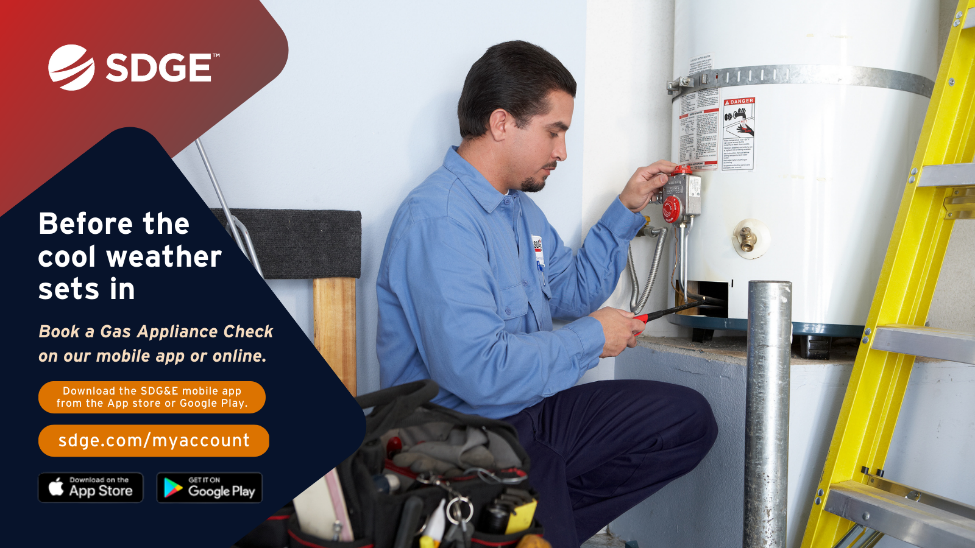 SDGE™
Before the
cool weather
sets in
Book a Gas Appliance Check
on our mobile app or online.
Download the SDG&E mobile app
from the App store or Google Play.
sdge.com/myaccount
Download on the
App Store
GET IT ON
Google Play
DANGER